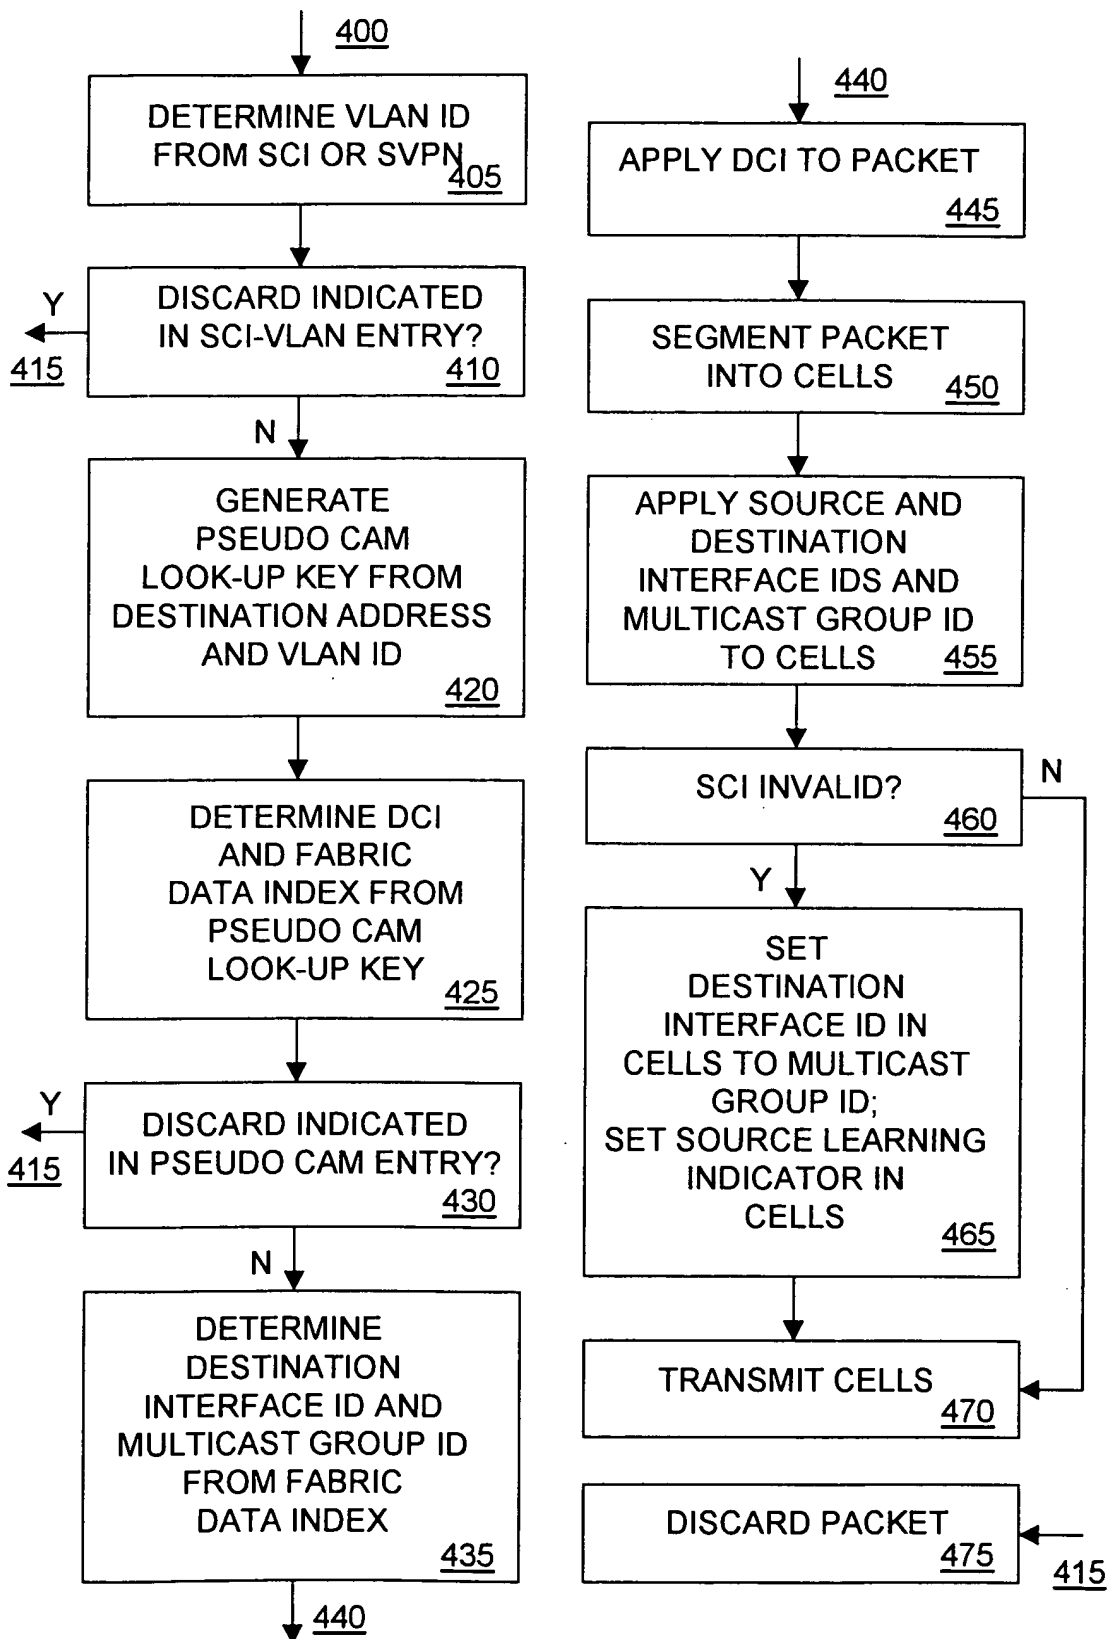 400
DETERMINE VLAN ID
FROM SCI OR SVPN
405
DISCARD INDICATED
IN SCI-VLAN ENTRY?
410
Y
415
N
GENERATE
PSEUDO CAM
LOOK-UP KEY FROM
DESTINATION ADDRESS
AND VLAN ID
420
DETERMINE DCI
AND FABRIC
DATA INDEX FROM
PSEUDO CAM
LOOK-UP KEY
425
DISCARD INDICATED
IN PSEUDO CAM ENTRY?
430
Y
415
N
DETERMINE
DESTINATION
INTERFACE ID AND
MULTICAST GROUP ID
FROM FABRIC
DATA INDEX
435
440
440
APPLY DCI TO PACKET
445
SEGMENT PACKET
INTO CELLS
450
APPLY SOURCE AND
DESTINATION
INTERFACE IDS AND
MULTICAST GROUP ID
TO CELLS
455
SCI INVALID?
460
N
Y
SET
DESTINATION
INTERFACE ID IN
CELLS TO MULTICAST
GROUP ID;
SET SOURCE LEARNING
INDICATOR IN
CELLS
465
TRANSMIT CELLS
470
DISCARD PACKET
475
415